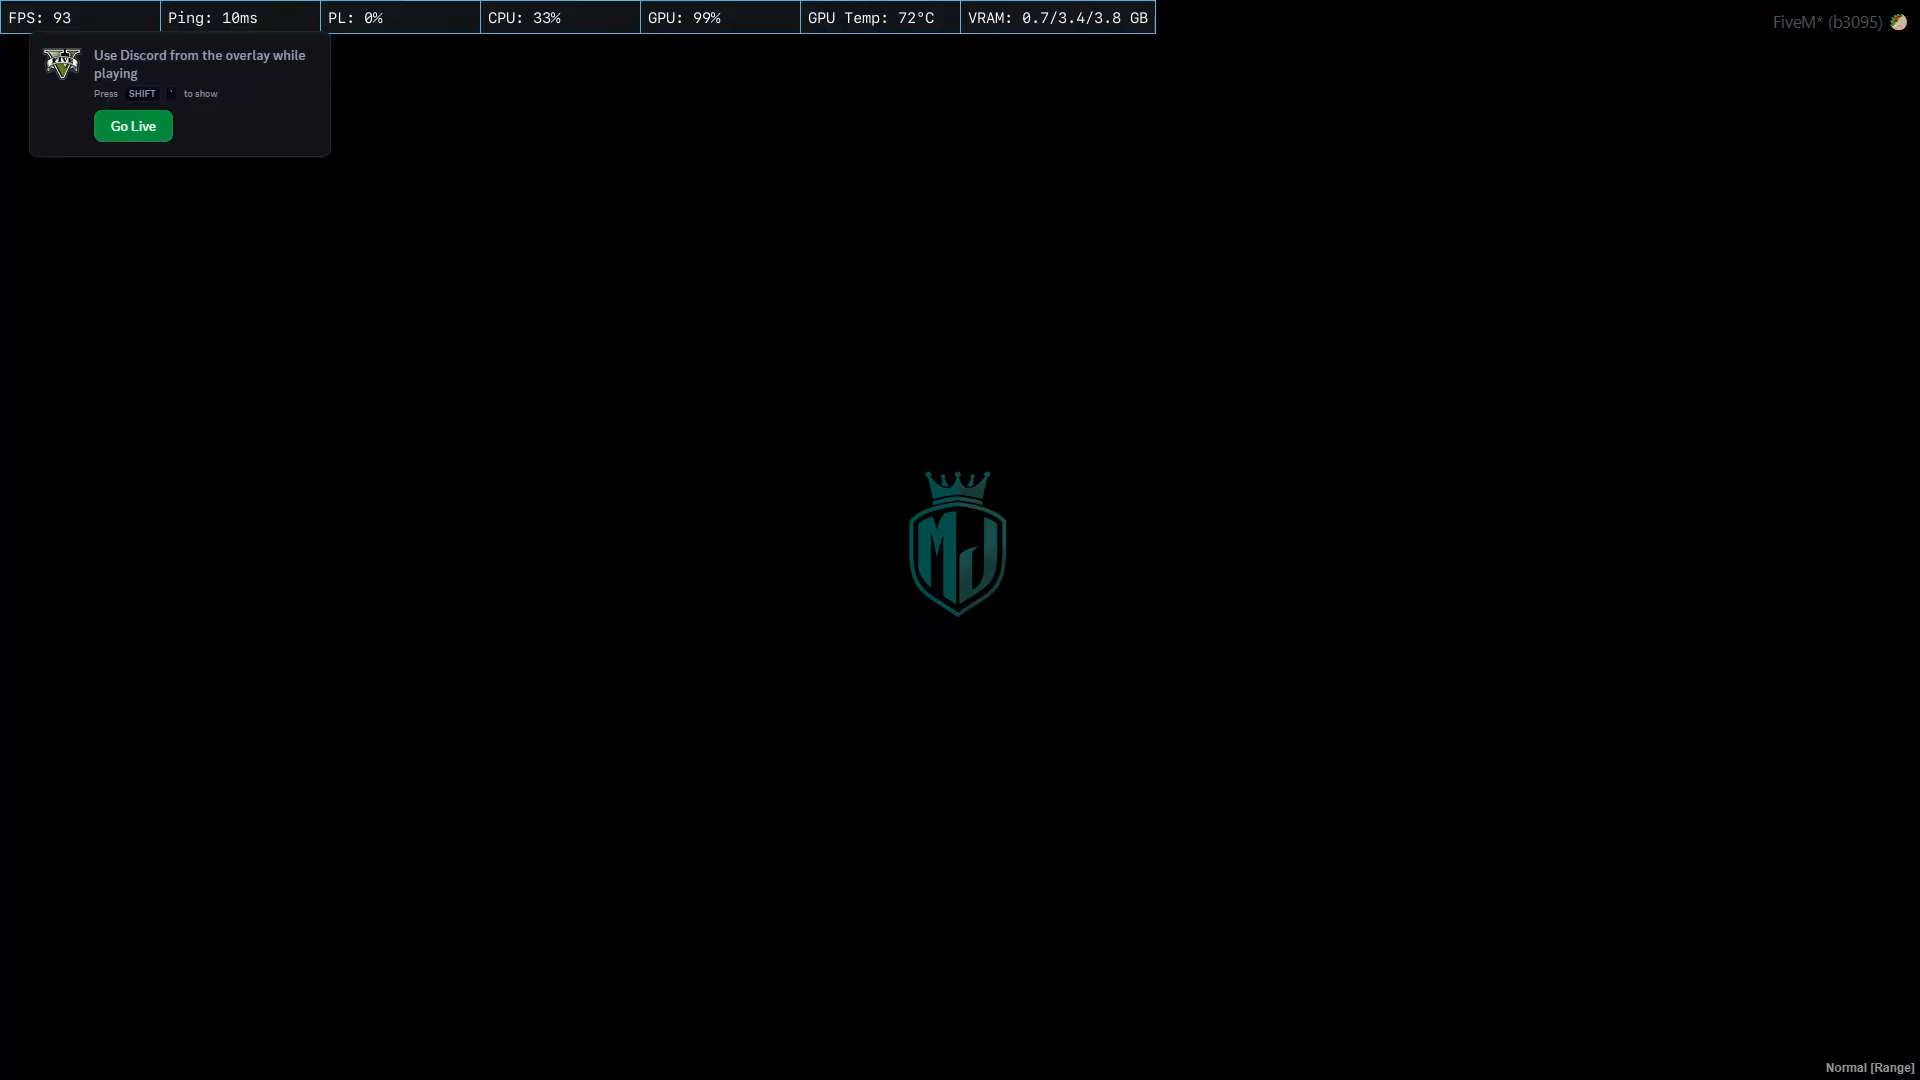 FPS: 93 Ping: 10ms PL: 0% CPU: 33% GPU: 99% GPU Temp: 72°C VRAM: 0.7/3.4/3.8 GB
FiveM* (b3095)
FIVE
Use Discord from the overlay while
playing
Press SHIFT ` to show
Go Live
MJ
Normal [Range]